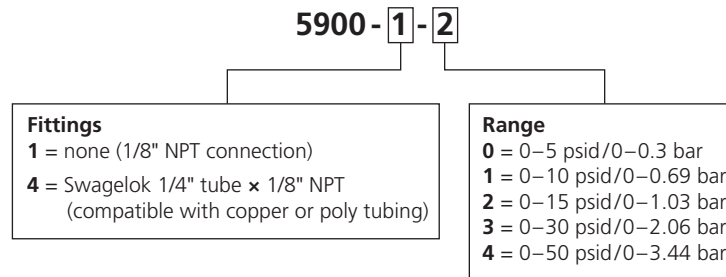 5900 - 1 - 2
Fittings
1 = none (1/8" NPT connection)
4 = Swagelok 1/4" tube × 1/8" NPT
(compatible with copper or poly tubing)
Range
0 = 0–5 psid/0–0.3 bar
1 = 0–10 psid/0–0.69 bar
2 = 0–15 psid/0–1.03 bar
3 = 0–30 psid/0–2.06 bar
4 = 0–50 psid/0–3.44 bar